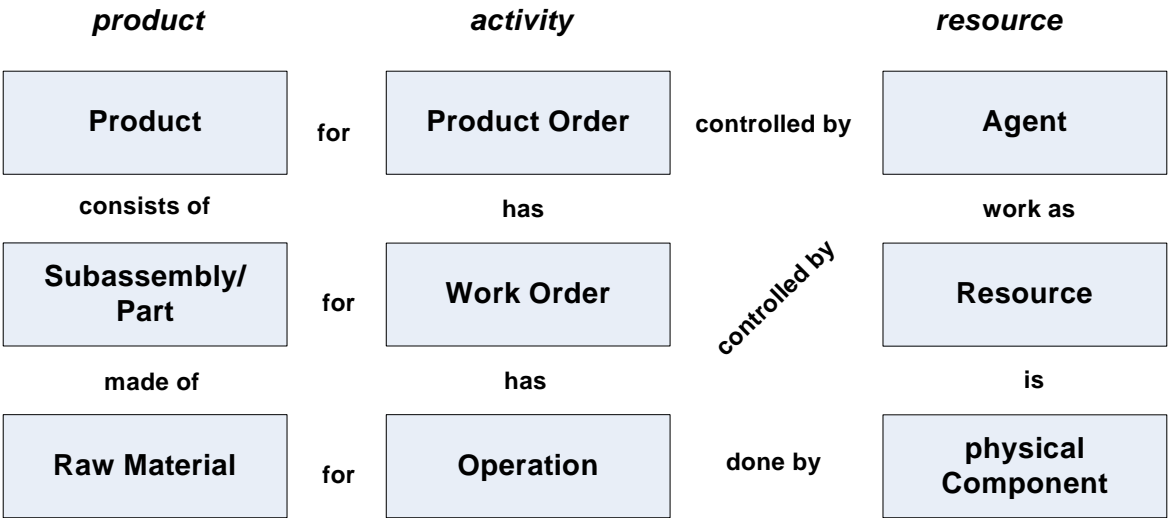 product activity resource
Product for Product Order controlled by Agent
consists of has work as
Subassembly/
Part for Work Order controlled by Resource
made of has is
Raw Material for Operation done by physical
Component